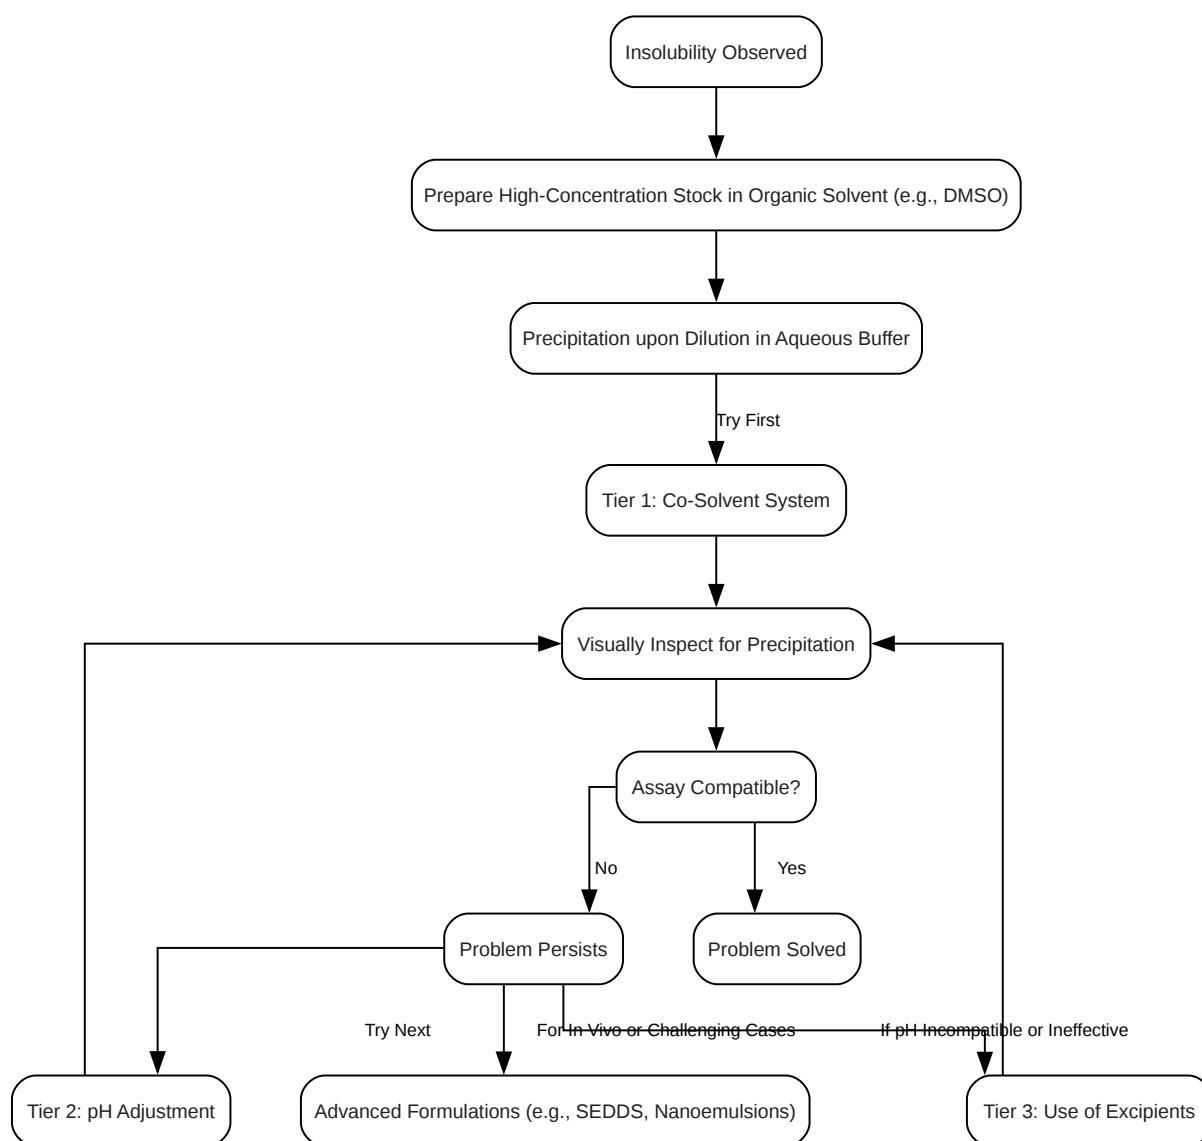 Insolubility Observed
Prepare High-Concentration Stock in Organic Solvent (e.g., DMSO)
Precipitation upon Dilution in Aqueous Buffer
Try First
Tier 1: Co-Solvent System
Visually Inspect for Precipitation
Assay Compatible?
No
Yes
Problem Persists
Problem Solved
Try Next
For In Vivo or Challenging Cases
If pH Incompatible or Ineffective
Tier 2: pH Adjustment
Advanced Formulations (e.g., SEDDS, Nanoemulsions)
Tier 3: Use of Excipients